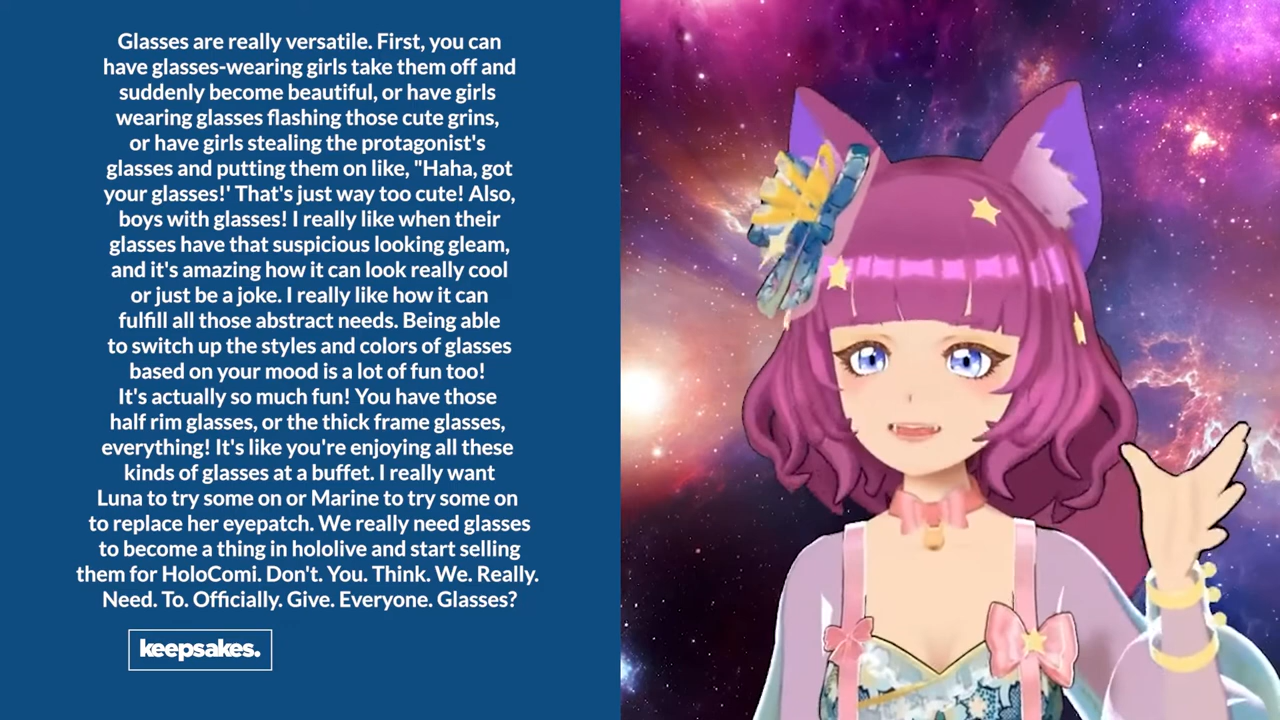 Glasses are really versatile. First, you can
have glasses-wearing girls take them off and
suddenly become beautiful, or have girls
wearing glasses flashing those cute grins,
or have girls stealing the protagonist's
glasses and putting them on like, "Haha, got
your glasses!' That's just way too cute! Also,
boys with glasses! I really like when their
glasses have that suspicious looking gleam,
and it's amazing how it can look really cool
or just be a joke. I really like how it can
fulfill all those abstract needs. Being able
to switch up the styles and colors of glasses
based on your mood is a lot of fun too!
It's actually so much fun! You have those
half rim glasses, or the thick frame glasses,
everything! It's like you're enjoying all these
kinds of glasses at a buffet. I really want
Luna to try some on or Marine to try some on
to replace her eyepatch. We really need glasses
to become a thing in hololive and start selling
them for HoloComi. Don't. You. Think. We. Really.
Need. To. Officially. Give. Everyone. Glasses?
keepsakes.